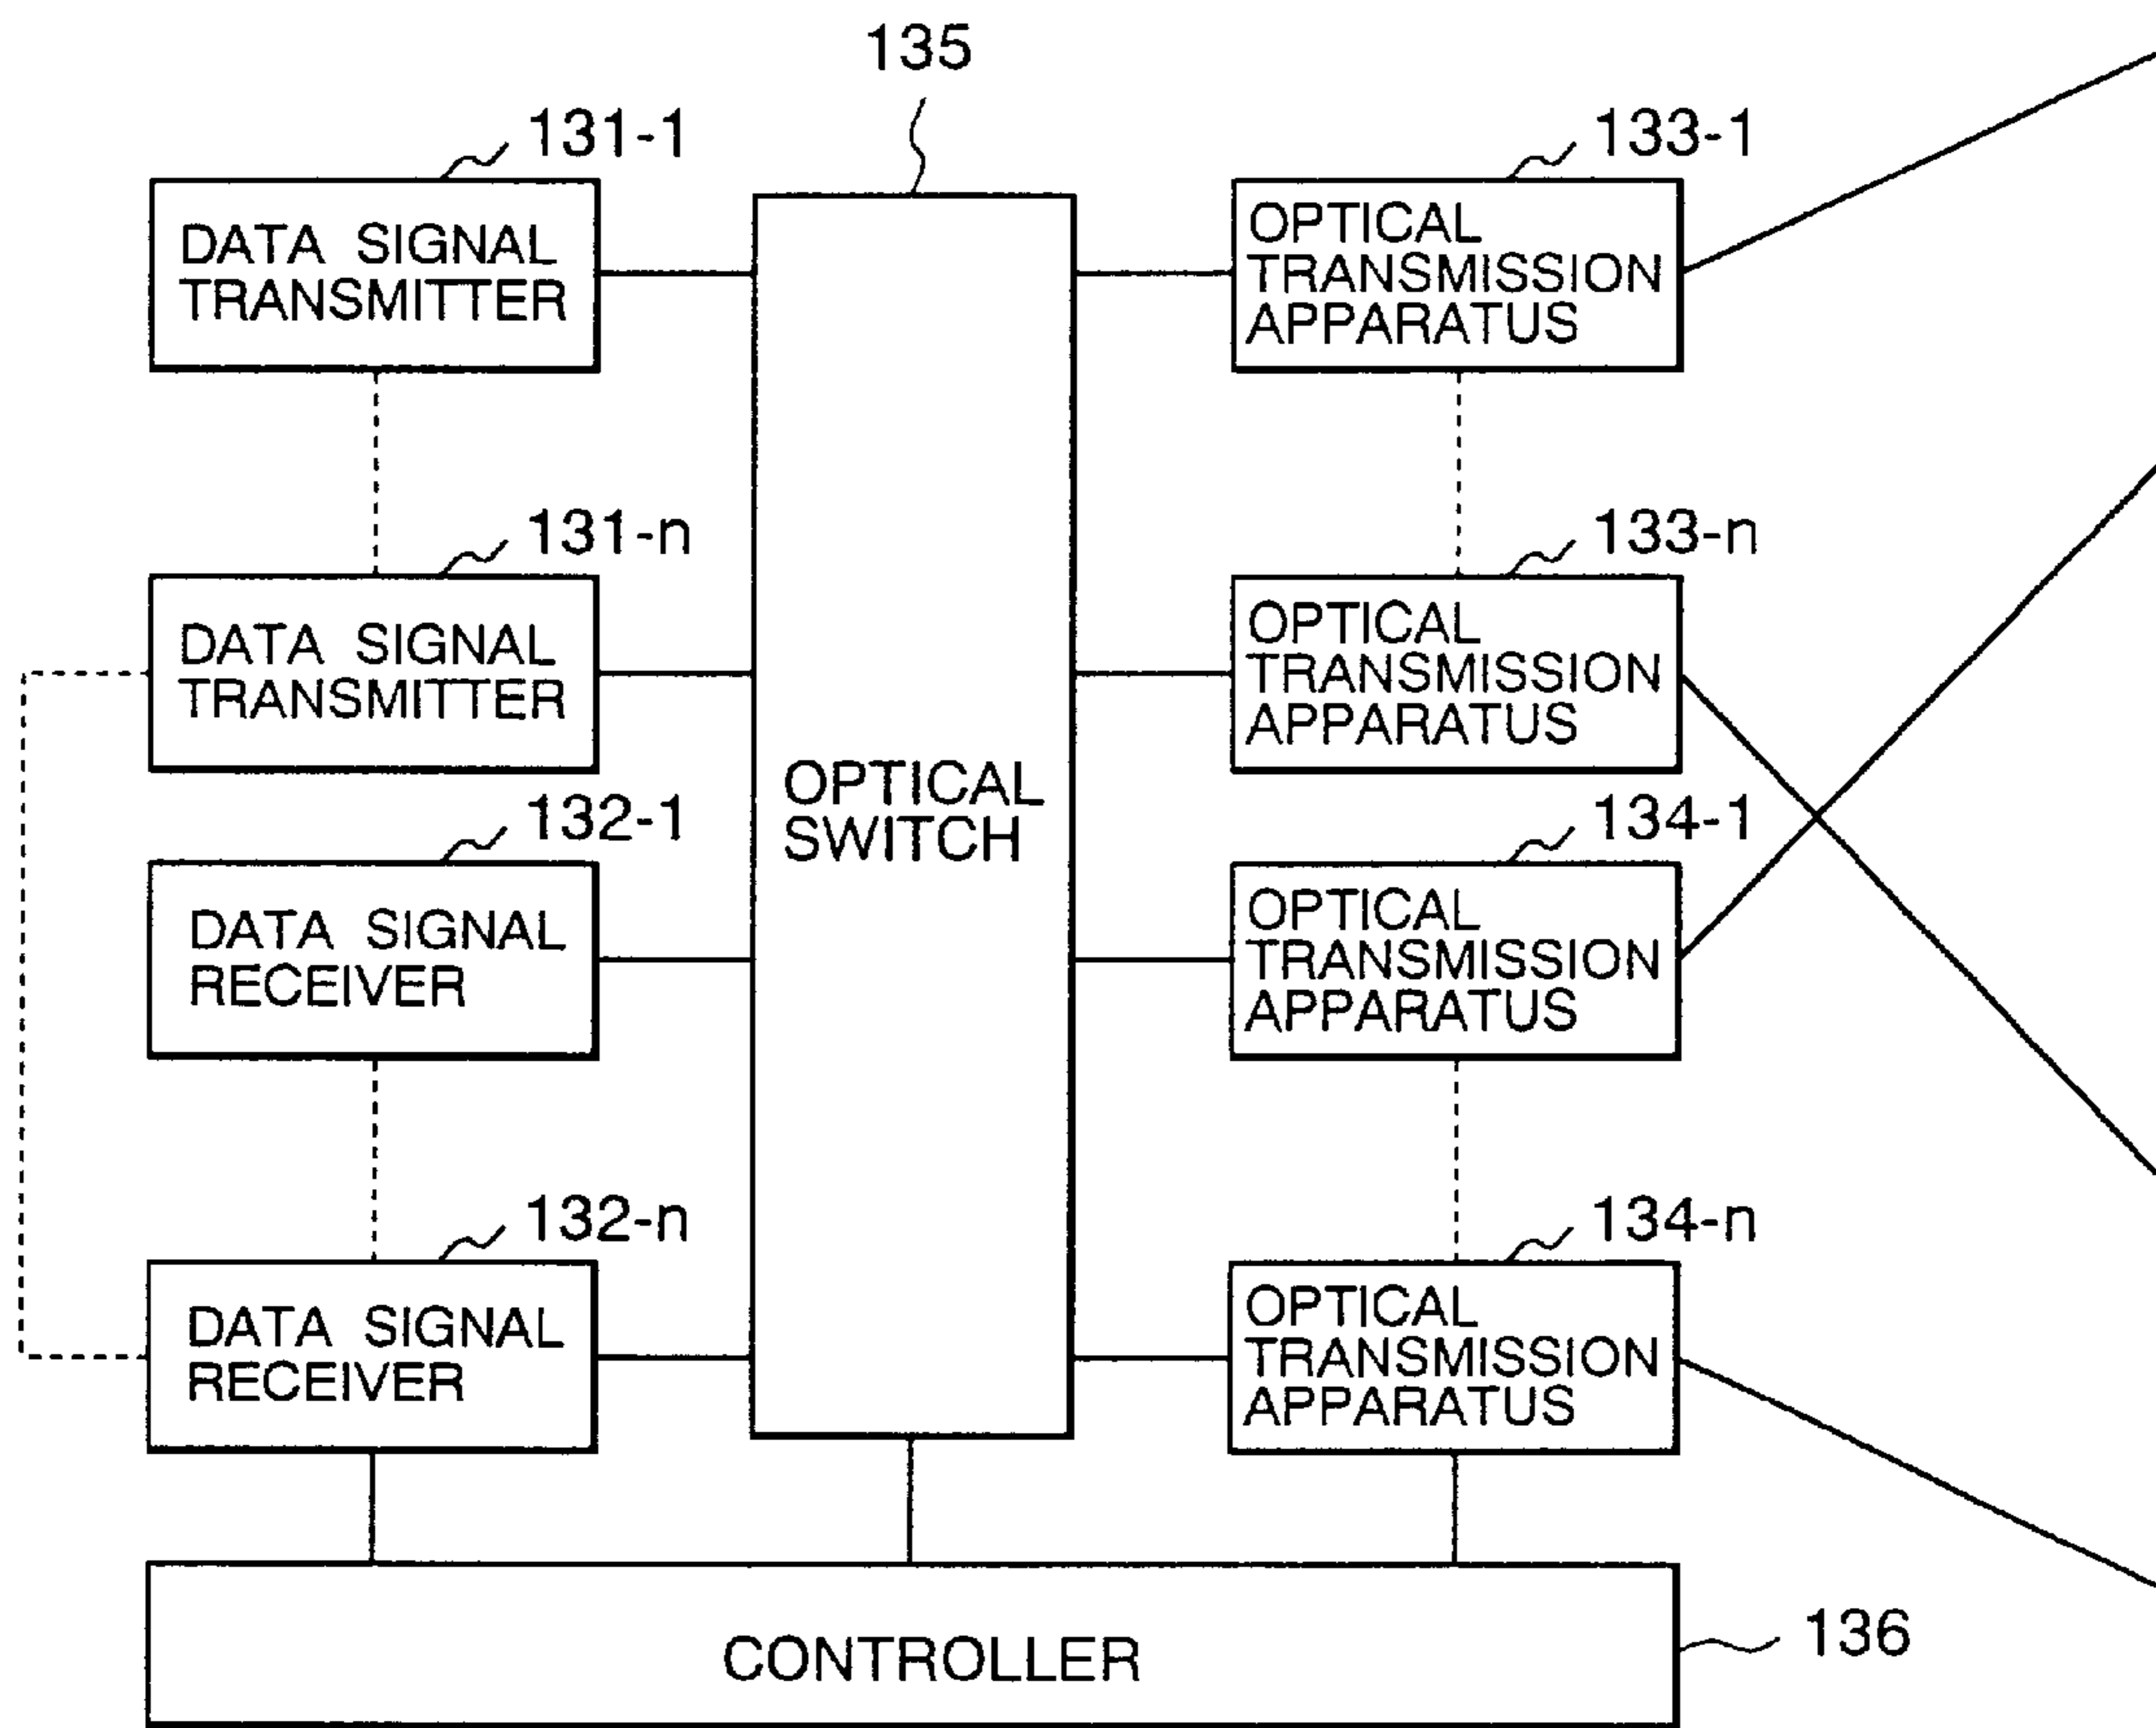 135
131-1
133-1
DATA SIGNAL
TRANSMITTER
OPTICAL
TRANSMISSION
APPARATUS
131-n
133-n
DATA SIGNAL
TRANSMITTER
OPTICAL
TRANSMISSION
APPARATUS
OPTICAL
SWITCH
132-1
134-1
DATA SIGNAL
RECEIVER
OPTICAL
TRANSMISSION
APPARATUS
132-n
134-n
DATA SIGNAL
RECEIVER
OPTICAL
TRANSMISSION
APPARATUS
CONTROLLER
136